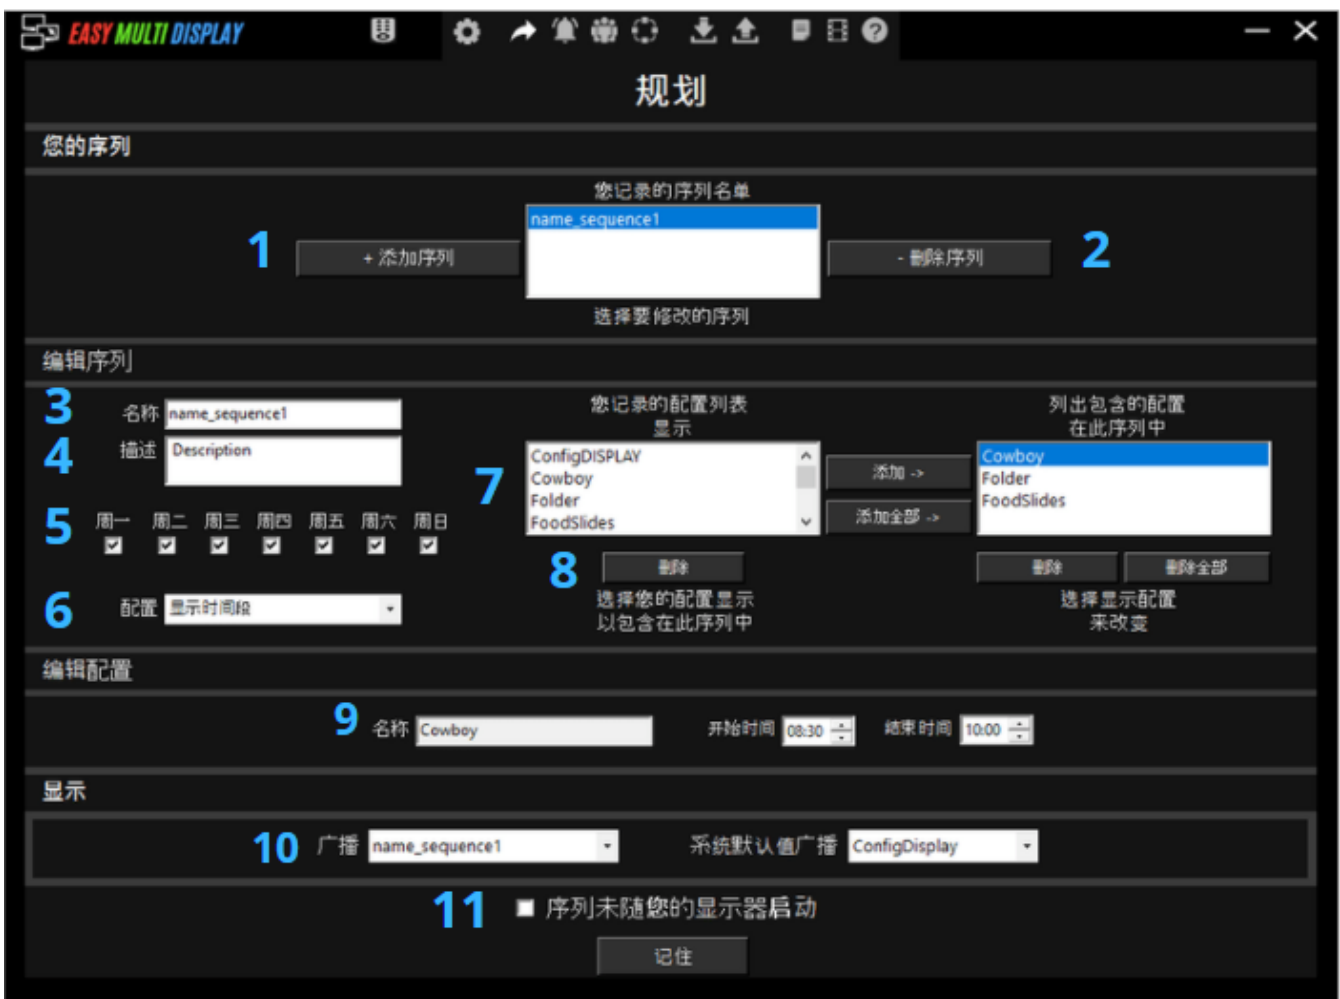 EASY MULTI DISPLAY
规划
您的序列
您记录的序列名单
name_sequence1
1
+ 添加序列
- 删除序列
2
选择要修改的序列
编辑序列
3
名称 name_sequence1
4
描述 Description
5
周一 周二 周三 周四 周五 周六 周日
6
配置 显示时间段
您记录的配置列表
显示
7
ConfigDISPLAY
Cowboy
Folder
FoodSlides
添加 ->
添加全部 ->
8
删除
选择您的配置显示
以包含在此序列中
列出包含的配置
在此序列中
Cowboy
Folder
FoodSlides
删除 删除全部
选择显示配置
来改变
编辑配置
9 名称 Cowboy 开始时间 08:30 结束时间 10:00
显示
10 广播 name_sequence1 系统默认值广播 ConfigDisplay
11 序列未随您的显示器启动
记住